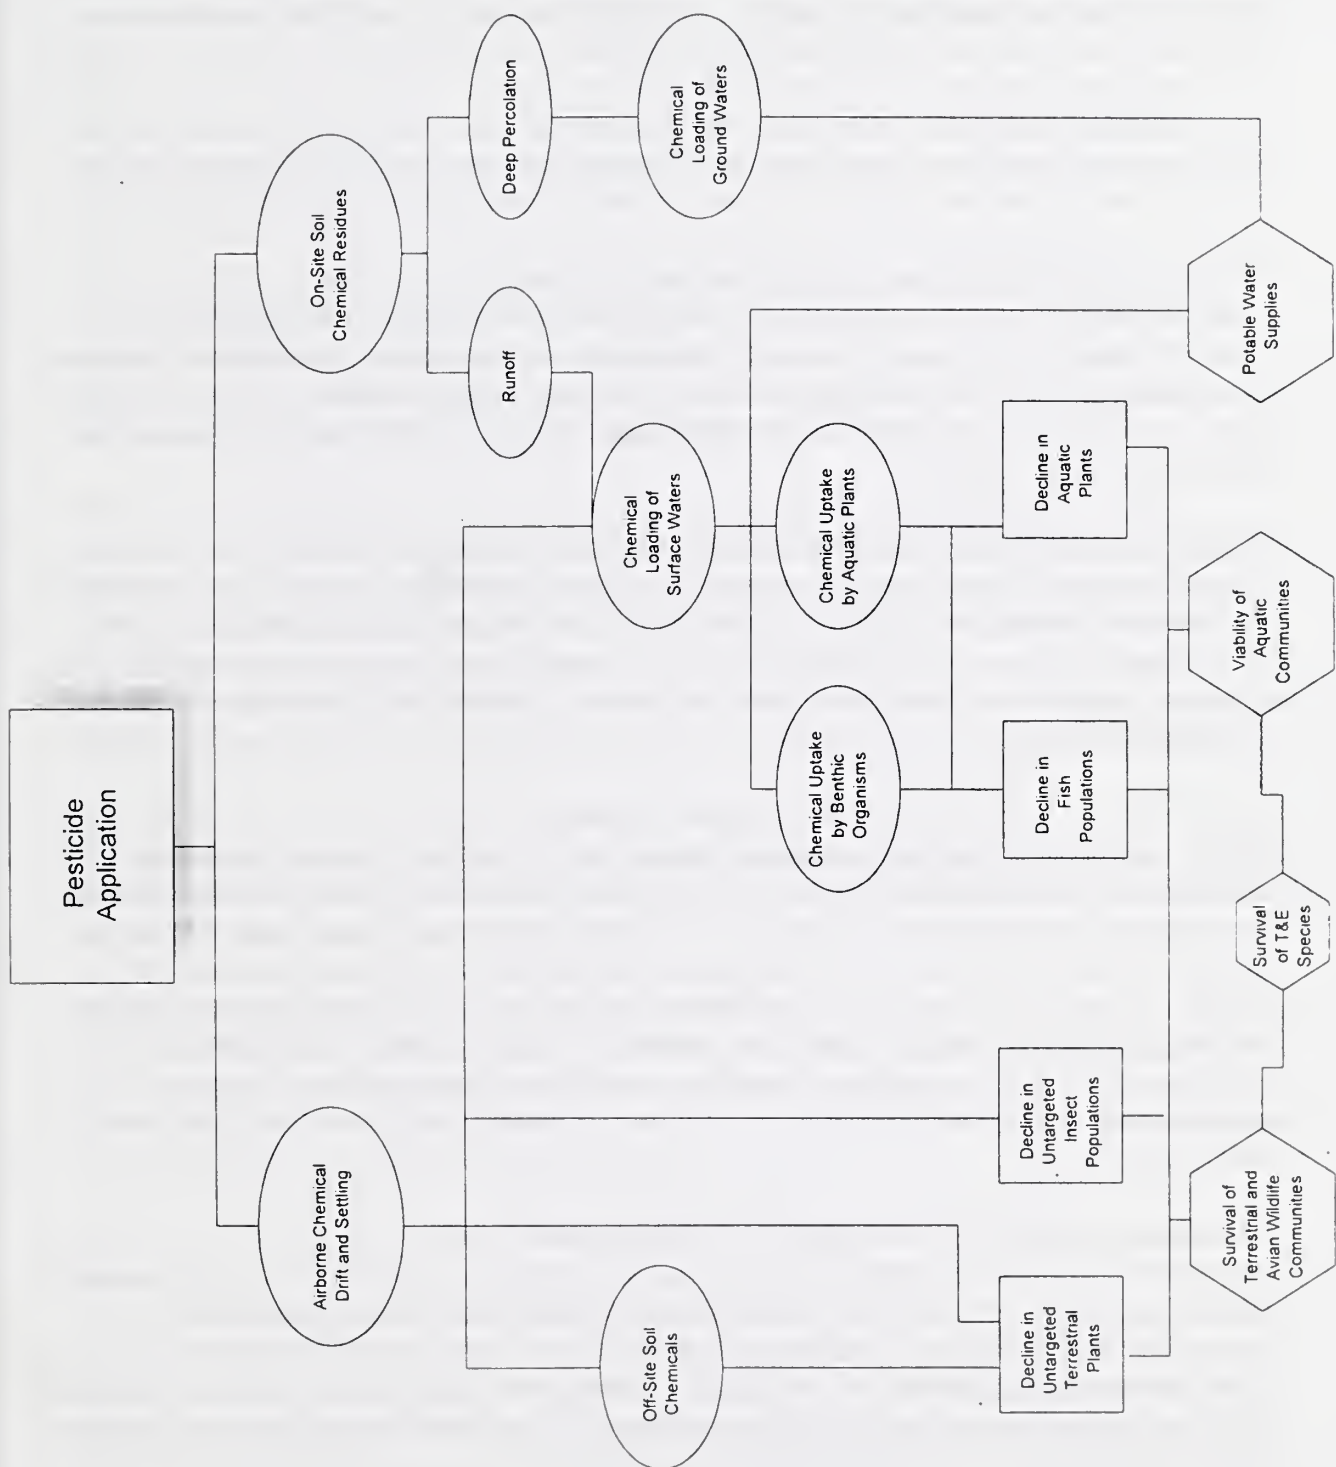 Pesticide
Application
Airborne Chemical
Drift and Settling
On-Site Soil
Chemical Residues
Runoff
Deep Percolation
Off-Site Soil
Chemicals
Chemical
Loading of
Surface Waters
Chemical
Loading of
Ground Waters
Chemical Uptake
by Benthic
Organisms
Chemical Uptake
by Aquatic Plants
Decline in
Untargeted
Terrestrial
Plants
Decline in
Untargeted
Insect
Populations
Decline in
Fish
Populations
Decline in
Aquatic
Plants
Survival of
Terrestrial and
Avian Wildlife
Communities
Survival
of T&E
Species
Viability of
Aquatic
Communities
Potable Water
Supplies